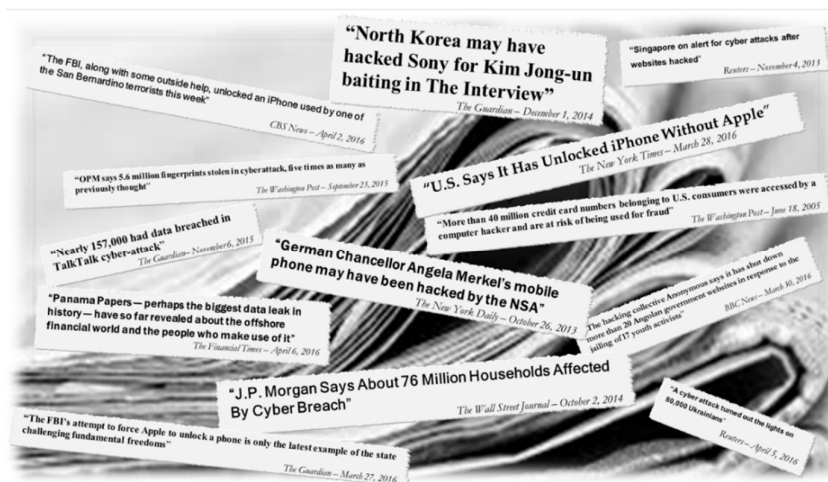 “North Korea may have
hacked Sony for Kim Jong-un
baiting in The Interview”
The Guardian – December 1, 2014
“Singapore on alert for cyber attacks after
websites hacked”
Reuters – November 4, 2013
“The FBI, along with some outside help, unlocked an iPhone used by one of
the San Bernardino terrorists this week”
CBS News – April 2, 2016
“U.S. Says It Has Unlocked iPhone Without Apple”
The New York Times – March 28, 2016
“OPM says 5.6 million fingerprints stolen in cyberattack, five times as many as
previously thought”
The Washington Post – September 23, 2015
“More than 40 million credit card numbers belonging to U.S. consumers were accessed by a
computer hacker and are at risk of being used for fraud”
The Washington Post – June 18, 2005
“Nearly 157,000 had data breached in
TalkTalk cyber-attack”
The Guardian – November 6, 2015
“German Chancellor Angela Merkel’s mobile
phone may have been hacked by the NSA”
The New York Daily – October 26, 2013
The hacking collective Anonymous says it has shut down
more than 20 Angolan government websites in response to the
jailing of 17 youth activists”
BBC News – March 30, 2016
“Panama Papers — perhaps the biggest data leak in
history — have so far revealed about the offshore
financial world and the people who make use of it”
The Financial Times – April 6, 2016
“J.P. Morgan Says About 76 Million Households Affected
By Cyber Breach”
The Wall Street Journal – October 2, 2014
“A cyber attack turned out the lights on
80,000 Ukrainians”
Reuters – April 5, 2016
“The FBI’s attempt to force Apple to unlock a phone is only the latest example of the state
challenging fundamental freedoms”
The Guardian – March 27, 2016